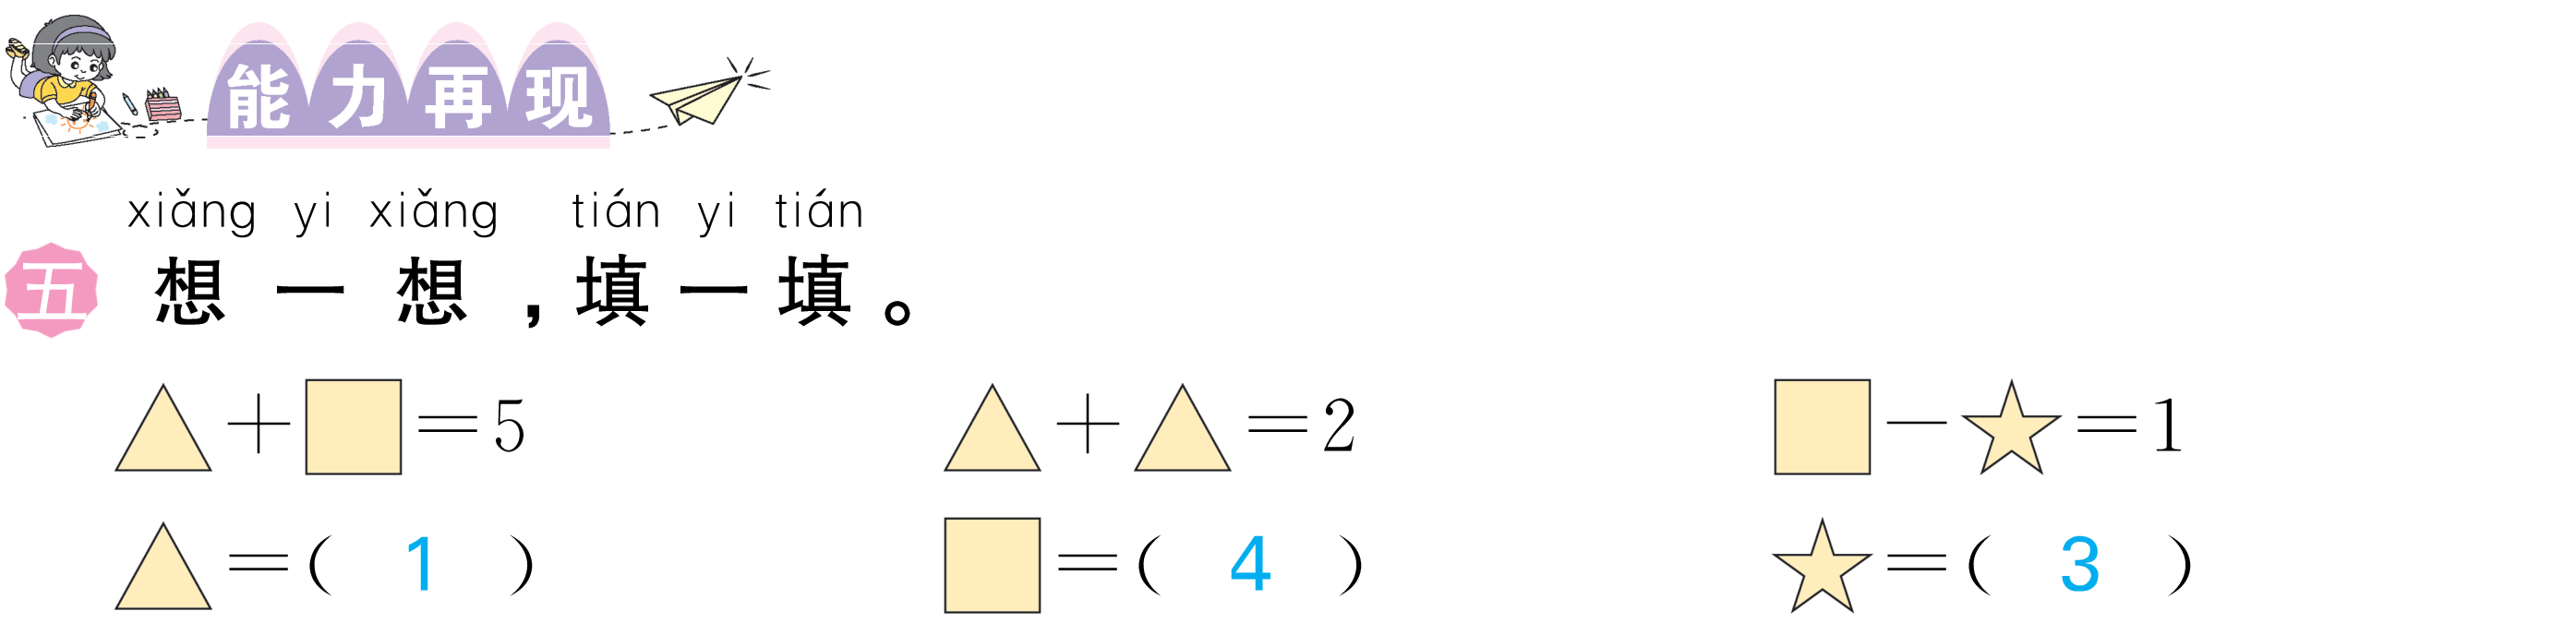 能力再现
xiǎng yi xiǎng tián yi tián
五 想一想,填一填。
△+□=5 △+△=2 □-☆=1
△=( 1 ) □=( 4 ) ☆=( 3 )